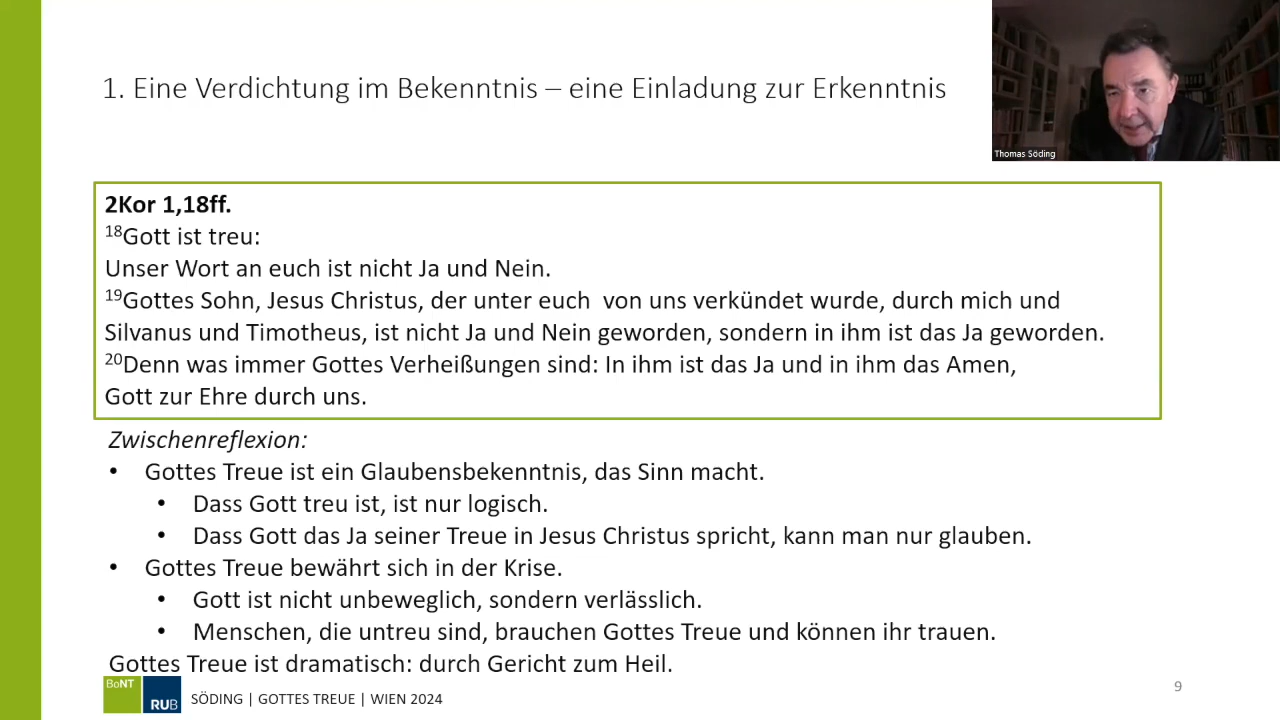 1. Eine Verdichtung im Bekenntnis – eine Einladung zur Erkenntnis
Thomas Söding
2Kor 1,18ff.
18Gott ist treu:
Unser Wort an euch ist nicht Ja und Nein.
19Gottes Sohn, Jesus Christus, der unter euch von uns verkündet wurde, durch mich und
Silvanus und Timotheus, ist nicht Ja und Nein geworden, sondern in ihm ist das Ja geworden.
20Denn was immer Gottes Verheißungen sind: In ihm ist das Ja und in ihm das Amen,
Gott zur Ehre durch uns.
Zwischenreflexion:
• Gottes Treue ist ein Glaubensbekenntnis, das Sinn macht.
• Dass Gott treu ist, ist nur logisch.
• Dass Gott das Ja seiner Treue in Jesus Christus spricht, kann man nur glauben.
• Gottes Treue bewährt sich in der Krise.
• Gott ist nicht unbeweglich, sondern verlässlich.
• Menschen, die untreu sind, brauchen Gottes Treue und können ihr trauen.
Gottes Treue ist dramatisch: durch Gericht zum Heil.
BoNT
RUB
SÖDING | GOTTES TREUE | WIEN 2024
9